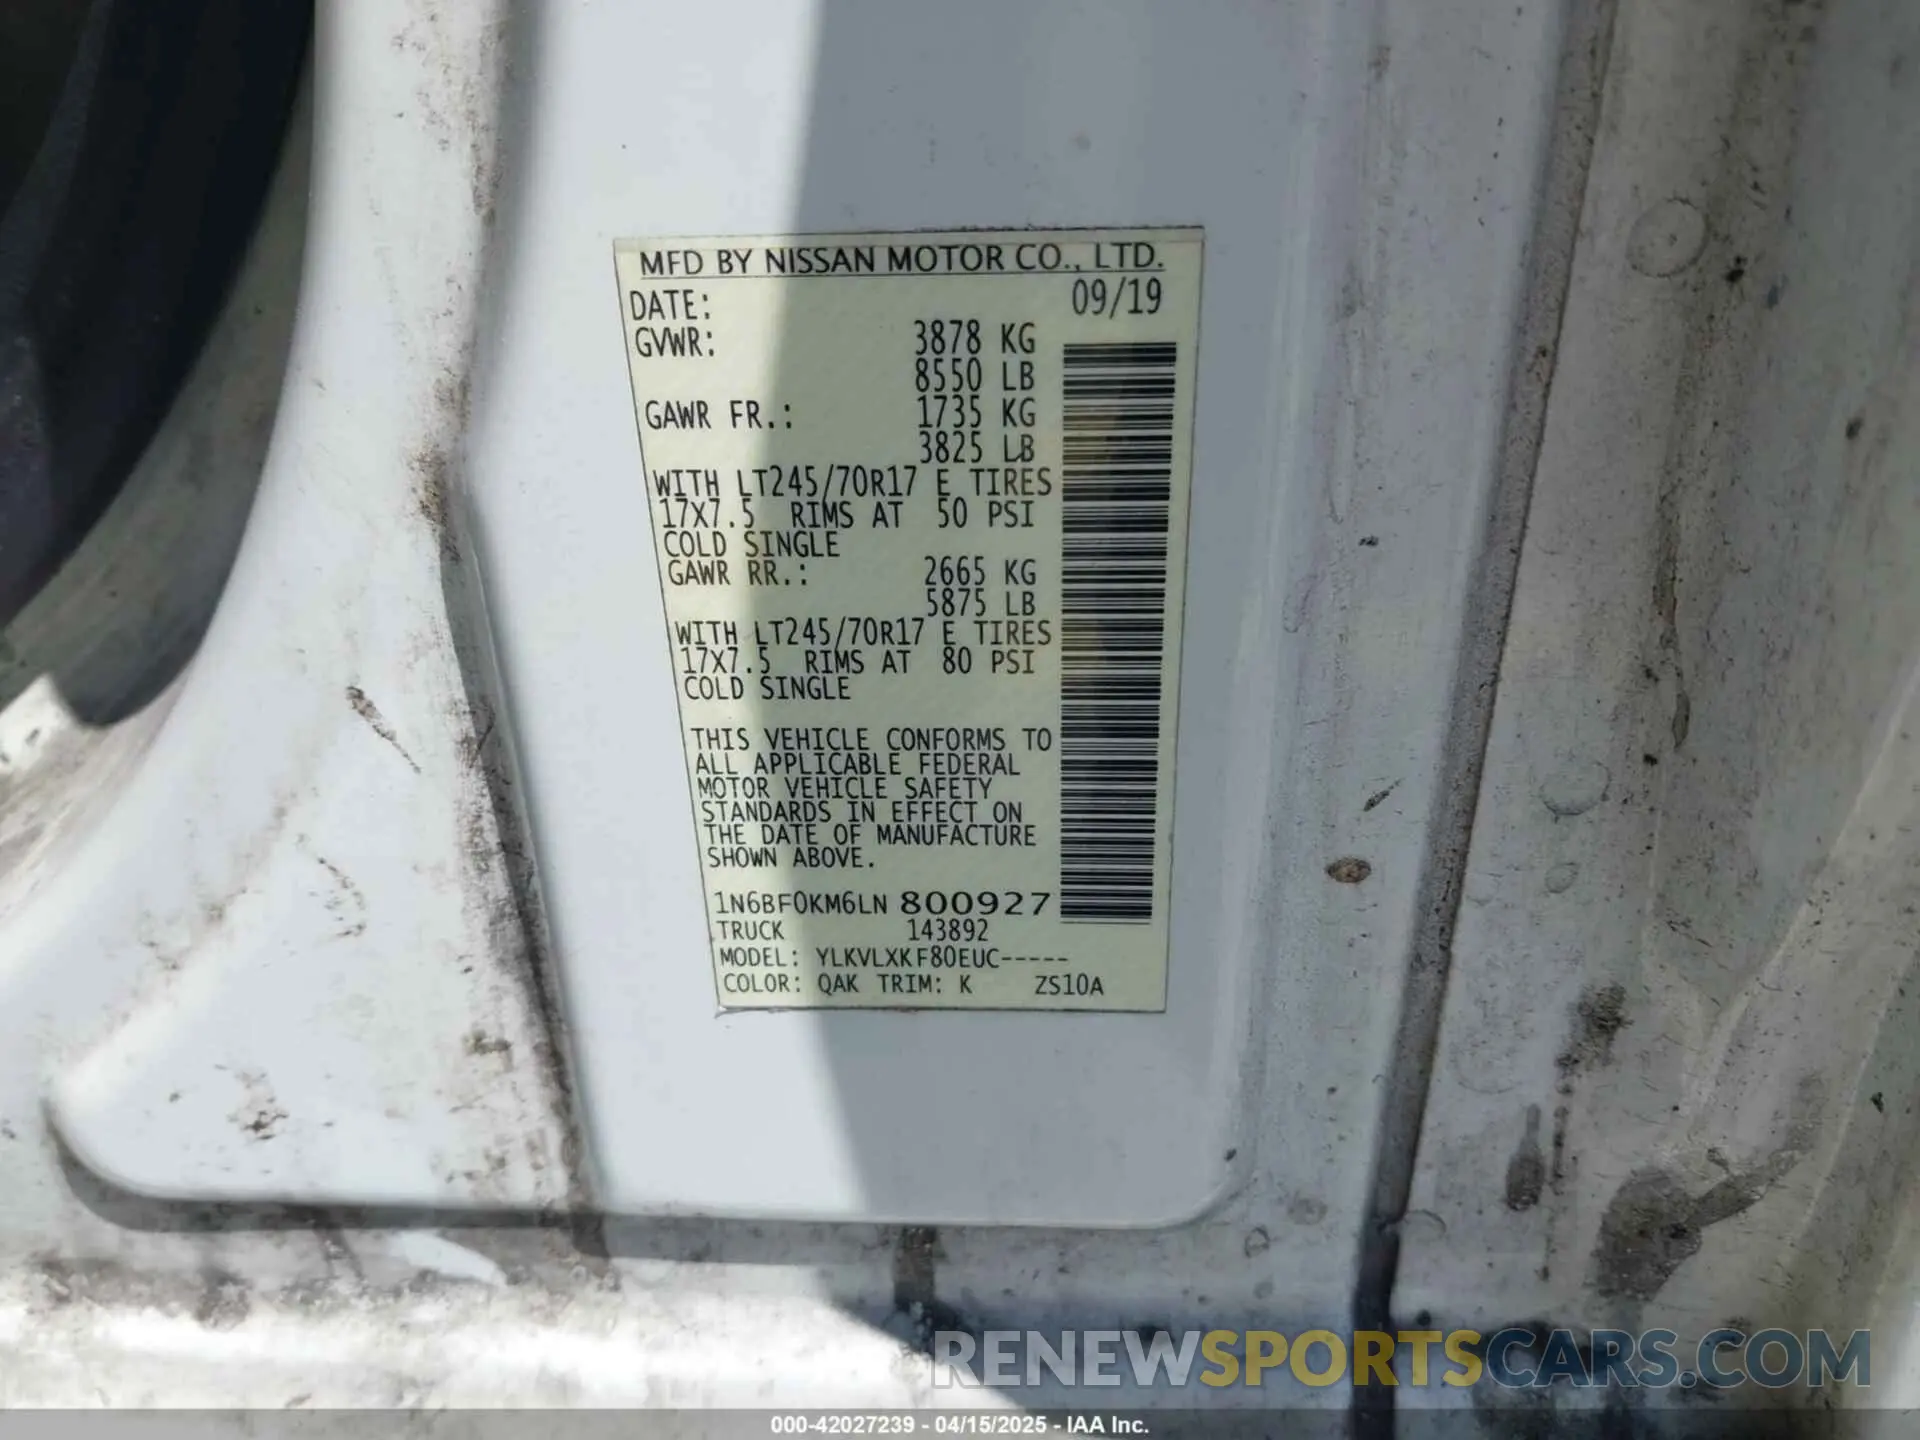 MFD BY NISSAN MOTOR CO., LTD.
DATE: 09/19
GVWR: 3878 KG
8550 LB
GAWR FR.: 1735 KG
3825 LB
WITH LT245/70R17 E TIRES
17X7.5 RIMS AT 50 PSI
COLD SINGLE
GAWR RR.: 2665 KG
5875 LB
WITH LT245/70R17 E TIRES
17X7.5 RIMS AT 80 PSI
COLD SINGLE
THIS VEHICLE CONFORMS TO
ALL APPLICABLE FEDERAL
MOTOR VEHICLE SAFETY
STANDARDS IN EFFECT ON
THE DATE OF MANUFACTURE
SHOWN ABOVE.
1N6BF0KM6LN 800927
TRUCK 143892
MODEL: YLKVLXKF80EUC-----
COLOR: QAK TRIM: K ZS10A
RENEWSPORTSCARS.COM
000-42027239 - 04/15/2025 - IAA Inc.